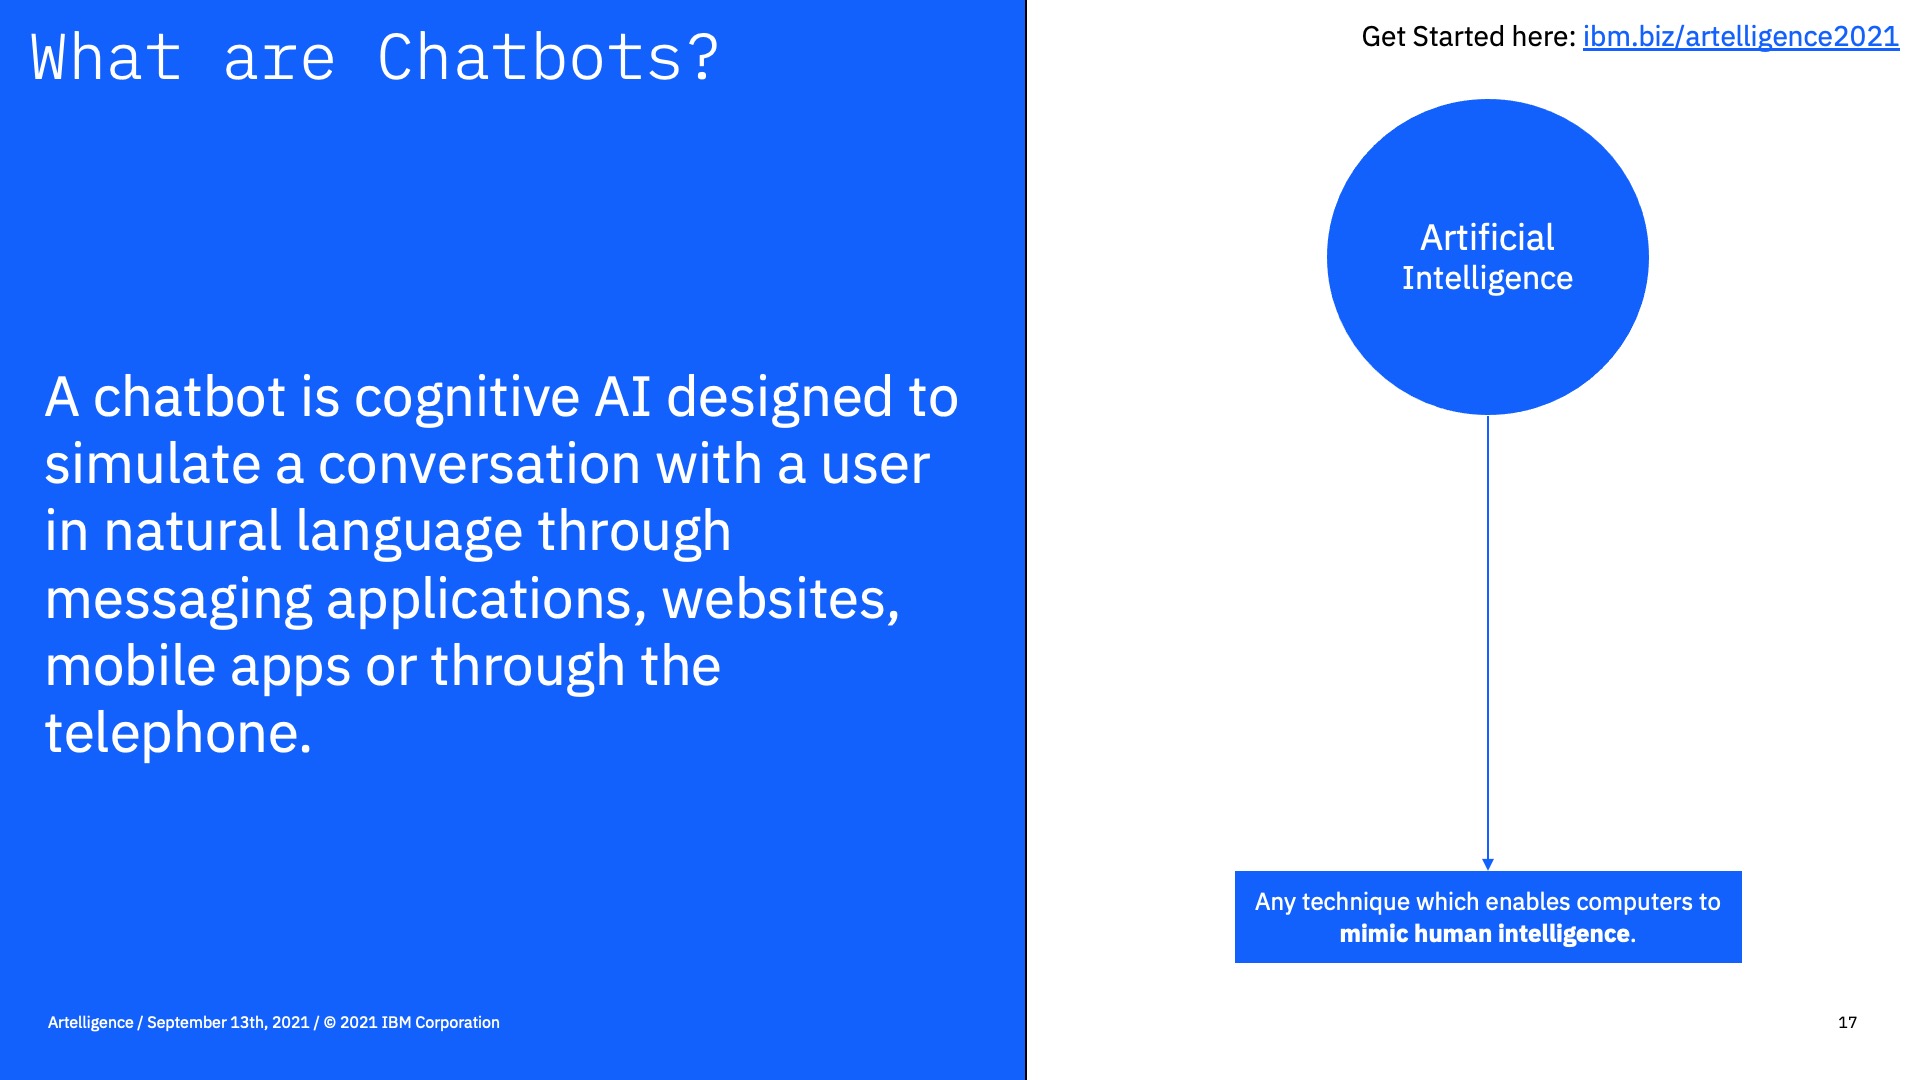 What are Chatbots?
A chatbot is cognitive AI designed to
simulate a conversation with a user
in natural language through
messaging applications, websites,
mobile apps or through the
telephone.
Artelligence / September 13th, 2021 / © 2021 IBM Corporation
Get Started here: ibm.biz/artelligence2021
Artificial
Intelligence
Any technique which enables computers to
mimic human intelligence.
17